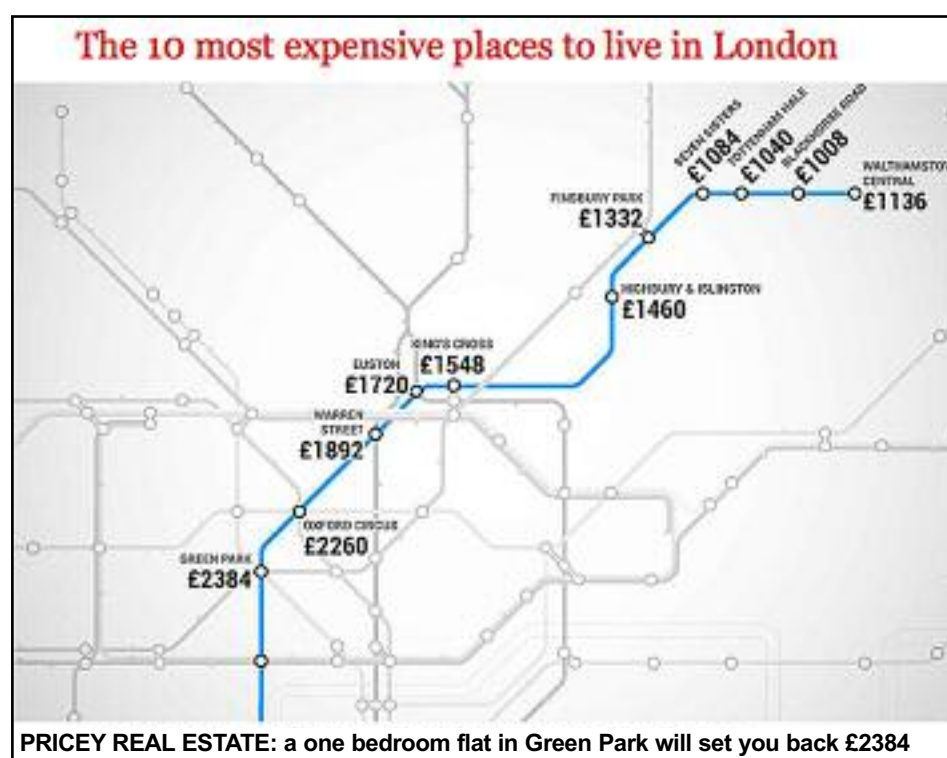 The 10 most expensive places to live in London
SEVEN SISTERS
£1084
TOTTENHAM HALE
£1040
BLACKHORSE ROAD
£1008
WALTHAMSTOW
CENTRAL
£1136
FINSBURY PARK
£1332
HIGHBURY & ISLINGTON
£1460
KING'S CROSS
£1548
EUSTON
£1720
WARREN
STREET
£1892
OXFORD CIRCUS
£2260
GREEN PARK
£2384
PRICEY REAL ESTATE: a one bedroom flat in Green Park will set you back £2384